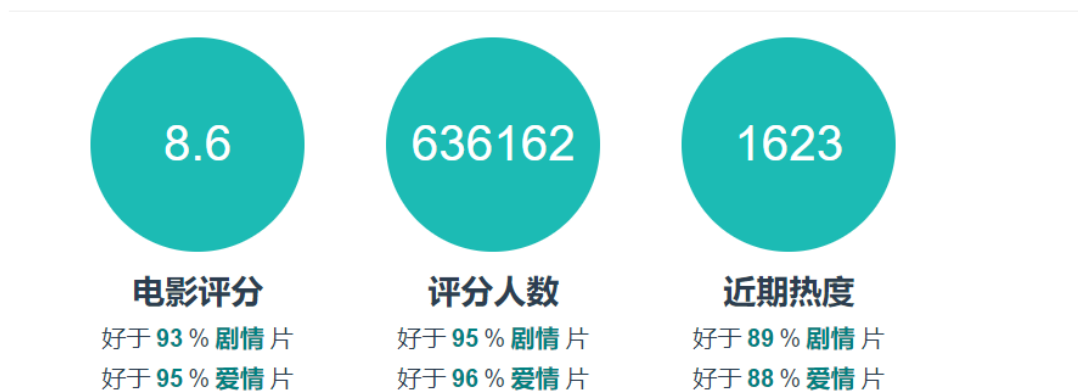 8.6 636162 1623
电影评分 评分人数 近期热度
好于 93 % 剧情 片 好于 95 % 剧情 片 好于 89 % 剧情 片
好于 95 % 爱情 片 好于 96 % 爱情 片 好于 88 % 爱情 片